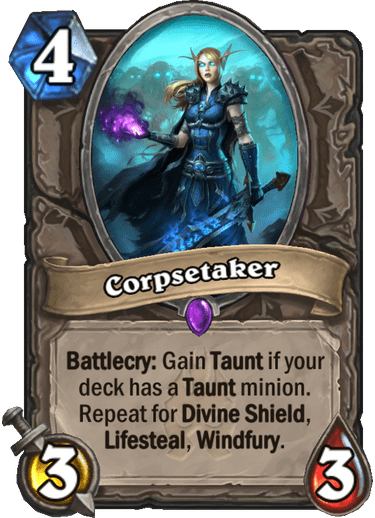 4
Corpsetaker
Battlecry: Gain Taunt if your
deck has a Taunt minion.
Repeat for Divine Shield,
Lifesteal, Windfury.
3
3